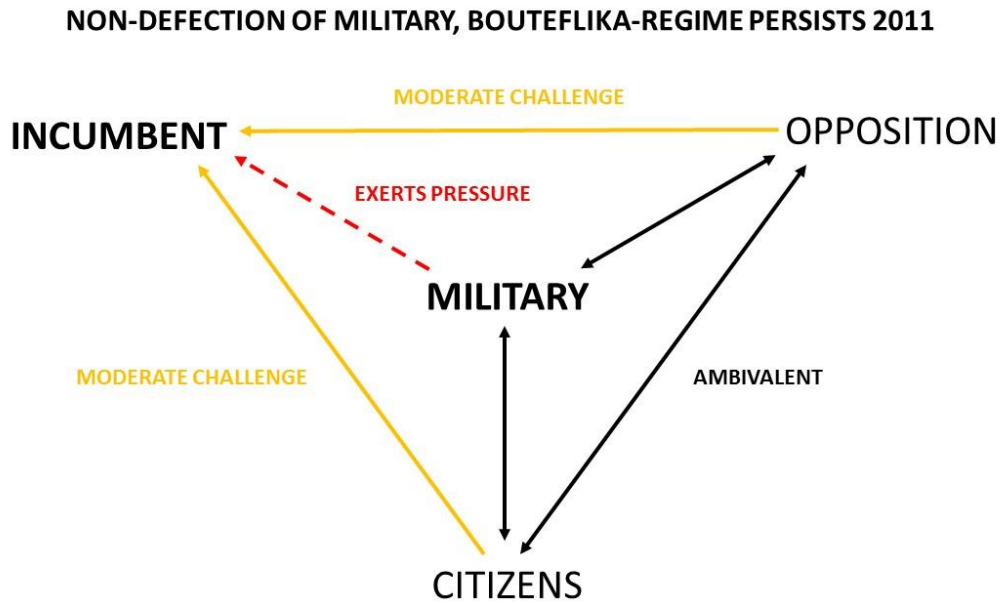 NON-DEFECTION OF MILITARY, BOUTEFLIKA-REGIME PERSISTS 2011
MODERATE CHALLENGE
INCUMBENT
OPPOSITION
EXERTS PRESSURE
MILITARY
MODERATE CHALLENGE
AMBIVALENT
CITIZENS